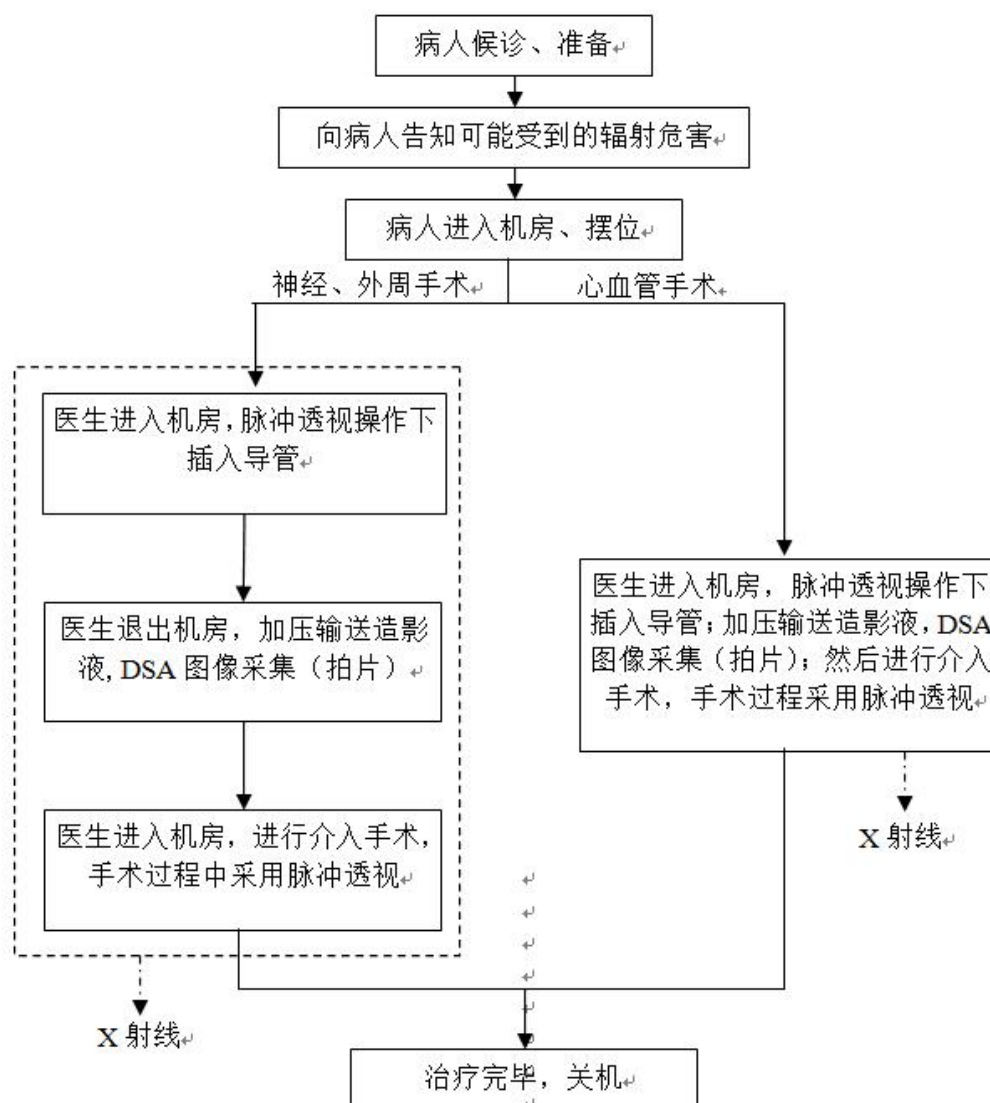 病人候诊、准备
向病人告知可能受到的辐射危害
病人进入机房、摆位
神经、外周手术
心血管手术
医生进入机房,脉冲透视操作下
插入导管
医生退出机房，加压输送造影
液,DSA 图像采集（拍片）
医生进入机房，进行介入手术，
手术过程中采用脉冲透视
X 射线
医生进入机房，脉冲透视操作下
插入导管;加压输送造影液,DSA
图像采集(拍片)；然后进行介入
手术，手术过程采用脉冲透视
X 射线
治疗完毕，关机